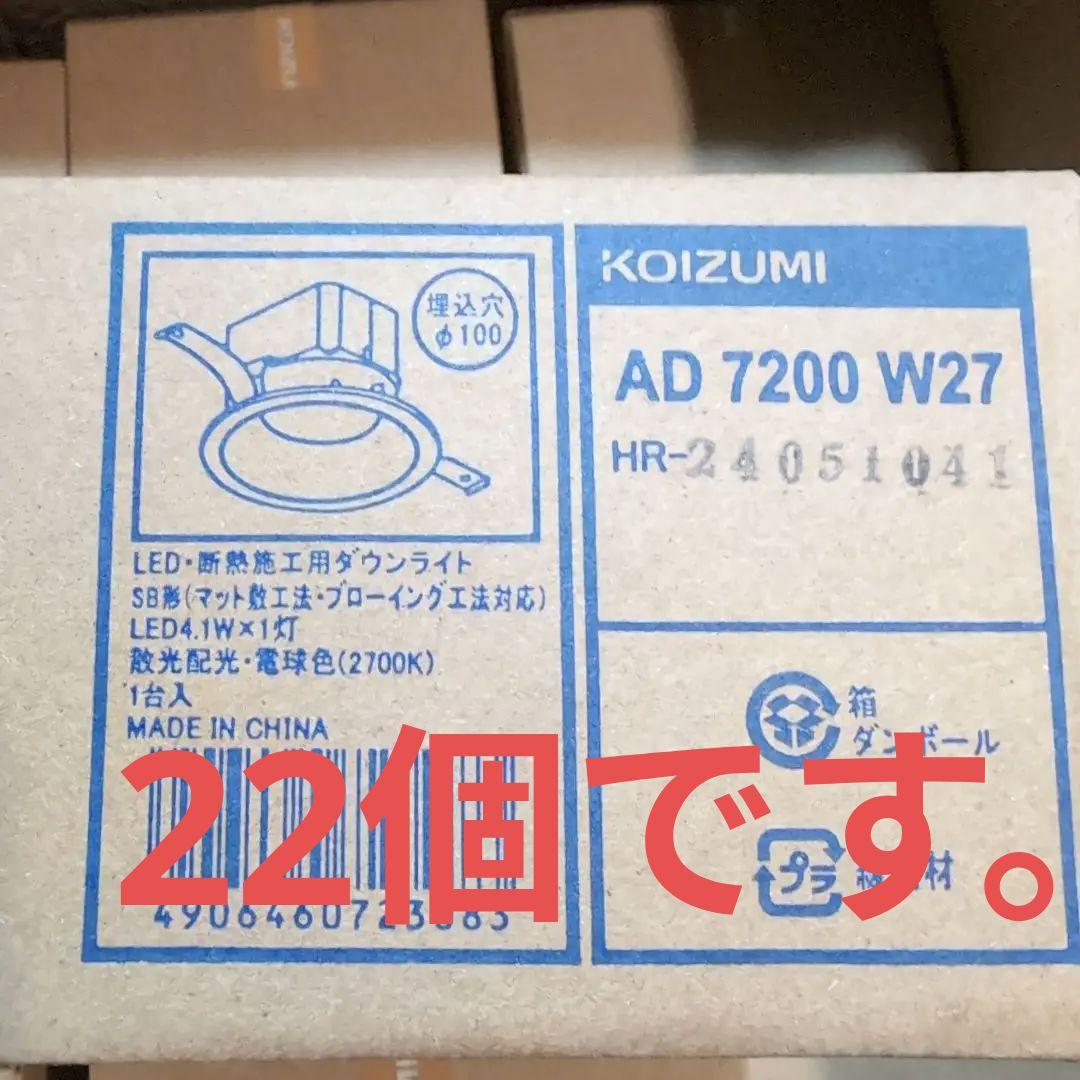 KOIZUMI
埋込穴
φ100
KOIZUMI
AD 7200 W27
HR-24051041
LED・断熱施工用ダウンライト
SB形(マット敷工法・ブローイング工法対応)
LED4.1W×1灯
散光配光・電球色(2700K)
1台入
MADE IN CHINA
箱
ダンボール
22個です。
プラ